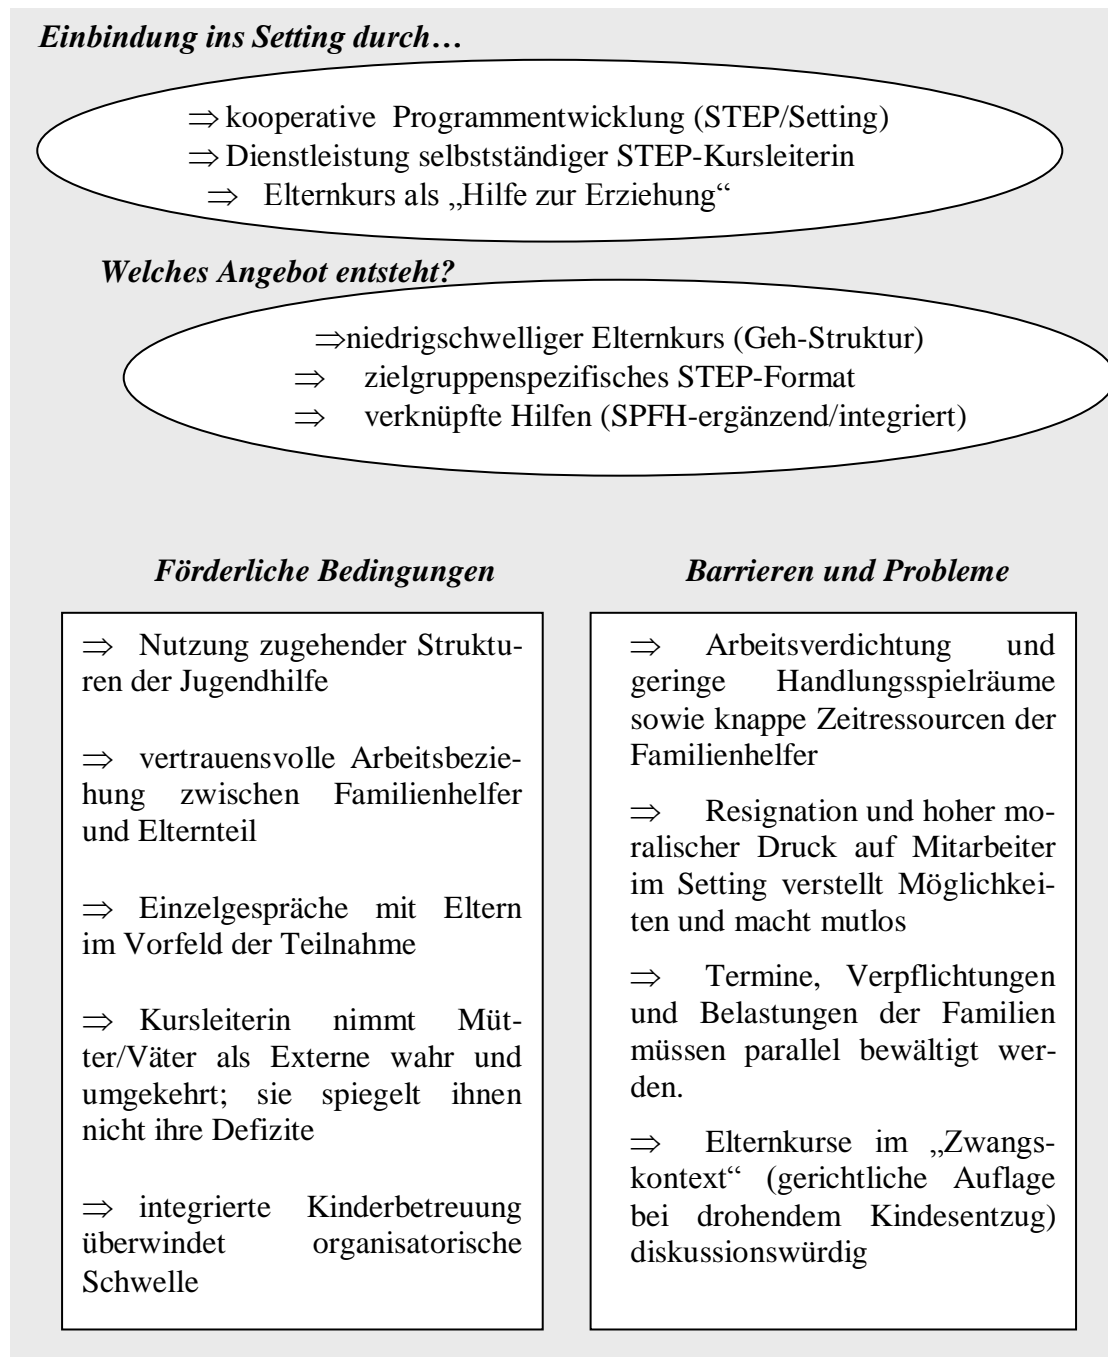 Einbindung ins Setting durch…
⇒ kooperative Programmentwicklung (STEP/Setting)
⇒ Dienstleistung selbstständiger STEP-Kursleiterin
⇒ Elternkurs als „Hilfe zur Erziehung“
Welches Angebot entsteht?
⇒niedrigschwelliger Elternkurs (Geh-Struktur)
⇒ zielgruppenspezifisches STEP-Format
⇒ verknüpfte Hilfen (SPFH-ergänzend/integriert)
Förderliche Bedingungen
⇒ Nutzung zugehender Struktu-
ren der Jugendhilfe
⇒ vertrauensvolle Arbeitsbezie-
hung zwischen Familienhelfer
und Elternteil
⇒ Einzelgespräche mit Eltern
im Vorfeld der Teilnahme
⇒ Kursleiterin nimmt Müt-
ter/Väter als Externe wahr und
umgekehrt; sie spiegelt ihnen
nicht ihre Defizite
⇒ integrierte Kinderbetreuung
überwindet organisatorische
Schwelle
Barrieren und Probleme
⇒ Arbeitsverdichtung und
geringe Handlungsspielräume
sowie knappe Zeitressourcen der
Familienhelfer
⇒ Resignation und hoher mo-
ralischer Druck auf Mitarbeiter
im Setting verstellt Möglichkei-
ten und macht mutlos
⇒ Termine, Verpflichtungen
und Belastungen der Familien
müssen parallel bewältigt wer-
den.
⇒ Elternkurse im „Zwangs-
kontext“ (gerichtliche Auflage
bei drohendem Kindesentzug)
diskussionswürdig